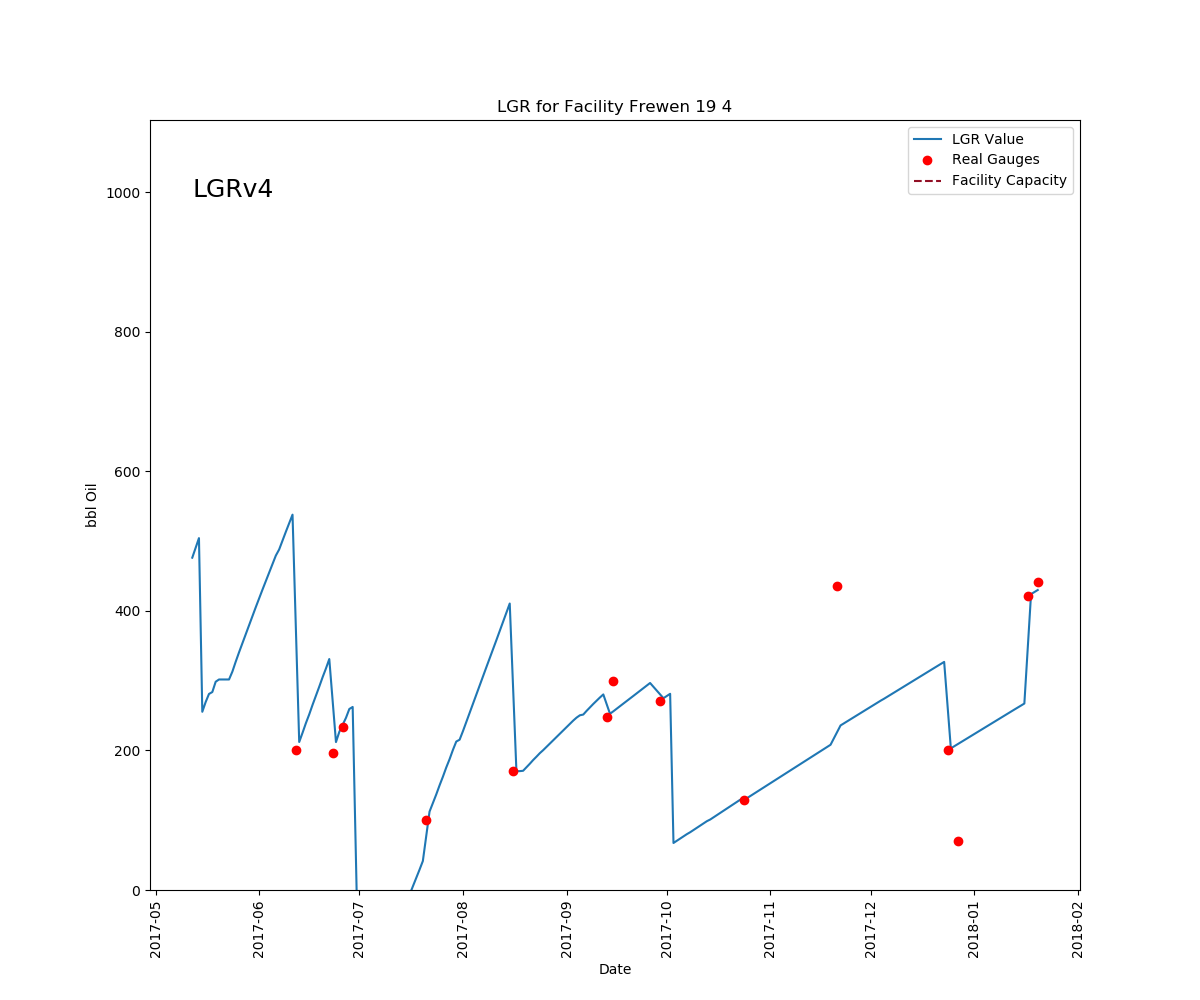 LGR for Facility Frewen 19 4
LGR Value
Real Gauges
Facility Capacity
LGRv4
1000
800
600
400
200
0
bbl Oil
2017-05
2017-06
2017-07
2017-08
2017-09
2017-10
2017-11
2017-12
2018-01
2018-02
Date